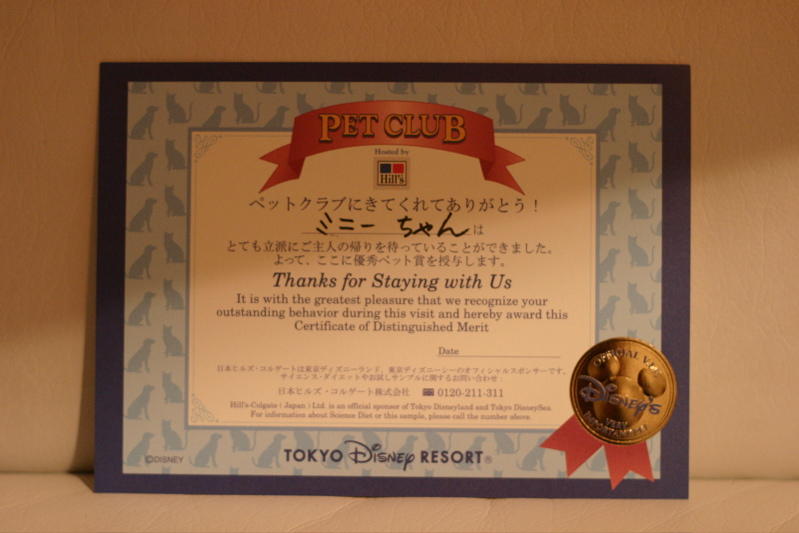 PET CLUB
Hosted by
Hill's
ペットクラブにきてくれてありがとう!
ミニーちゃんは
とても立派にご主人の帰りを待っていることができました。
よって、ここに優秀ペット賞を授与します。
Thanks for Staying with Us
It is with the greatest pleasure that we recognize your
outstanding behavior during this visit and hereby award this
Certificate of Distinguished Merit
Date
日本ヒルズ・コルゲートは東京ディズニーランド、東京ディズニーシーのオフィシャルスポンサーです。
サイエンス・ダイエットやお試しサンプルに関するお問い合わせ:
日本ヒルズ・コルゲート株式会社 0120-211-311
Hill's-Colgate ( Japan ) Ltd. is an official sponsor of Tokyo Disneyland and Tokyo DisneySea
For information about Science Diet or this sample, please call the number above.
OFFICIAL V.I.P.
DISNEY'S
VERY
©DISNEY
TOKYO DISNEY RESORT®